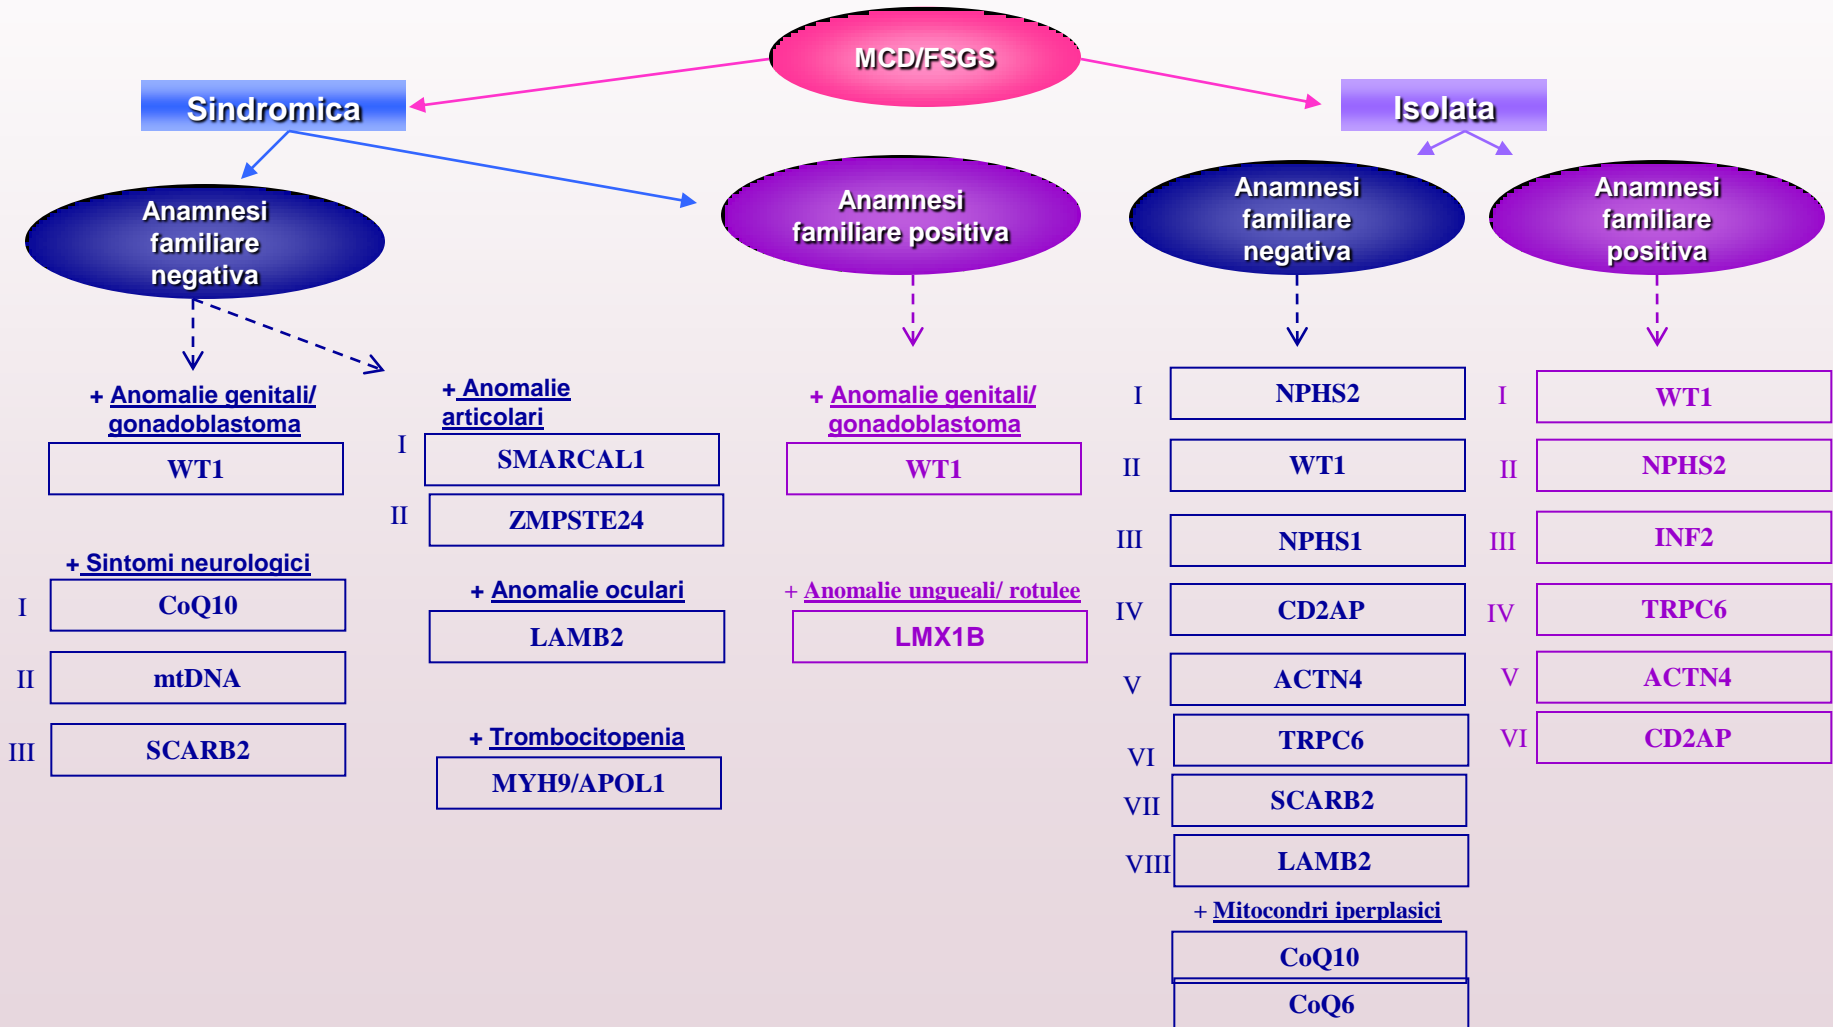 MCD/FSGS
Sindromica
Isolata
Anamnesi
familiare
negativa
Anamnesi
familiare positiva
Anamnesi
familiare
negativa
Anamnesi
familiare
positiva
+ Anomalie genitali/
gonadoblastoma
WT1
+ Sintomi neurologici
I CoQ10
II mtDNA
III SCARB2
+ Anomalie
articolari
I SMARCAL1
II ZMPSTE24
+ Anomalie oculari
LAMB2
+ Trombocitopenia
MYH9/APOL1
+ Anomalie genitali/
gonadoblastoma
WT1
+ Anomalie ungueali/ rotulee
LMX1B
I NPHS2
II WT1
III NPHS1
IV CD2AP
V ACTN4
VI TRPC6
VII SCARB2
VIII LAMB2
+ Mitocondri iperplasici
CoQ10
CoQ6
I WT1
II NPHS2
III INF2
IV TRPC6
V ACTN4
VI CD2AP